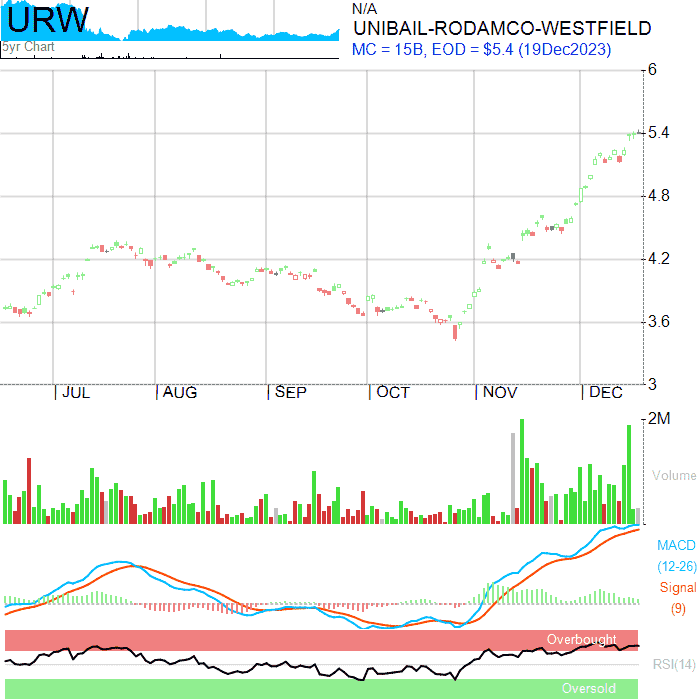 URW
5yr Chart
N/A
UNIBAIL-RODAMCO-WESTFIELD
MC = 15B, EOD = $5.4 (19Dec2023)
6
5.4
4.8
4.2
3.6
3
JUL AUG SEP OCT NOV DEC
2M
Volume
MACD
(12-26)
Signal
(9)
Overbought
RSI(14)
Oversold